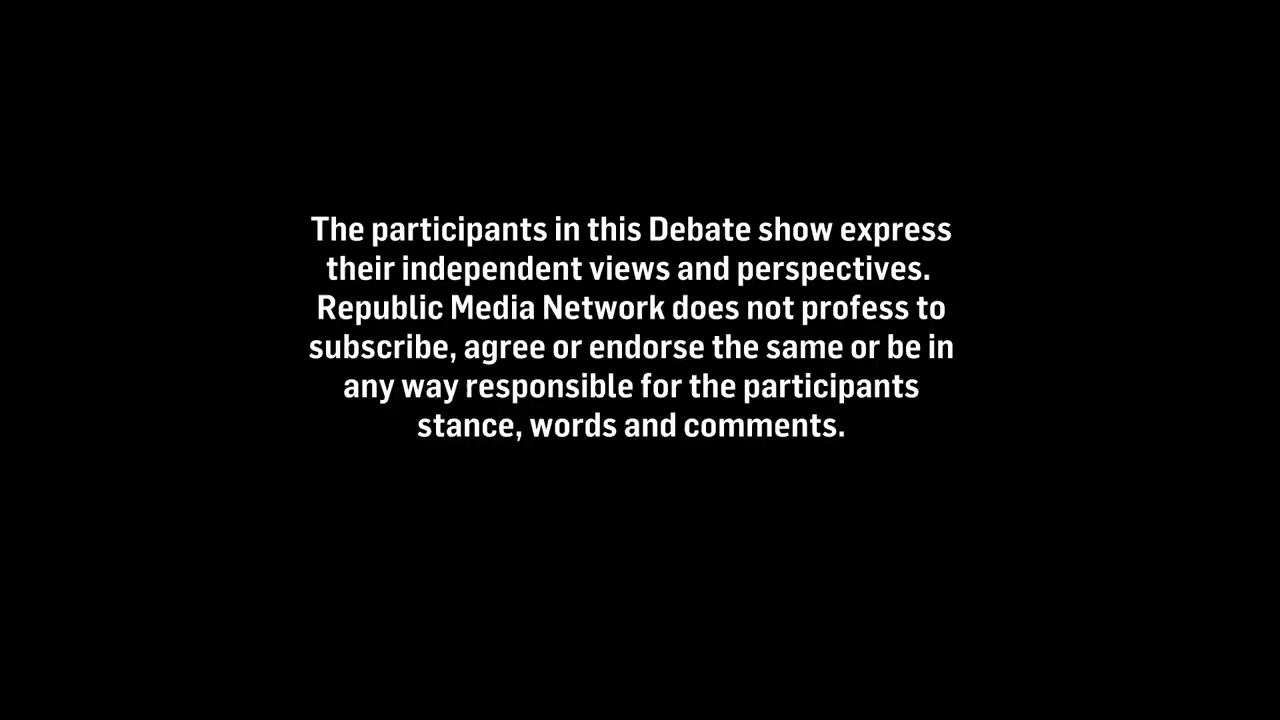 The participants in this Debate show express
their independent views and perspectives.
Republic Media Network does not profess to
subscribe, agree or endorse the same or be in
any way responsible for the participants
stance, words and comments.